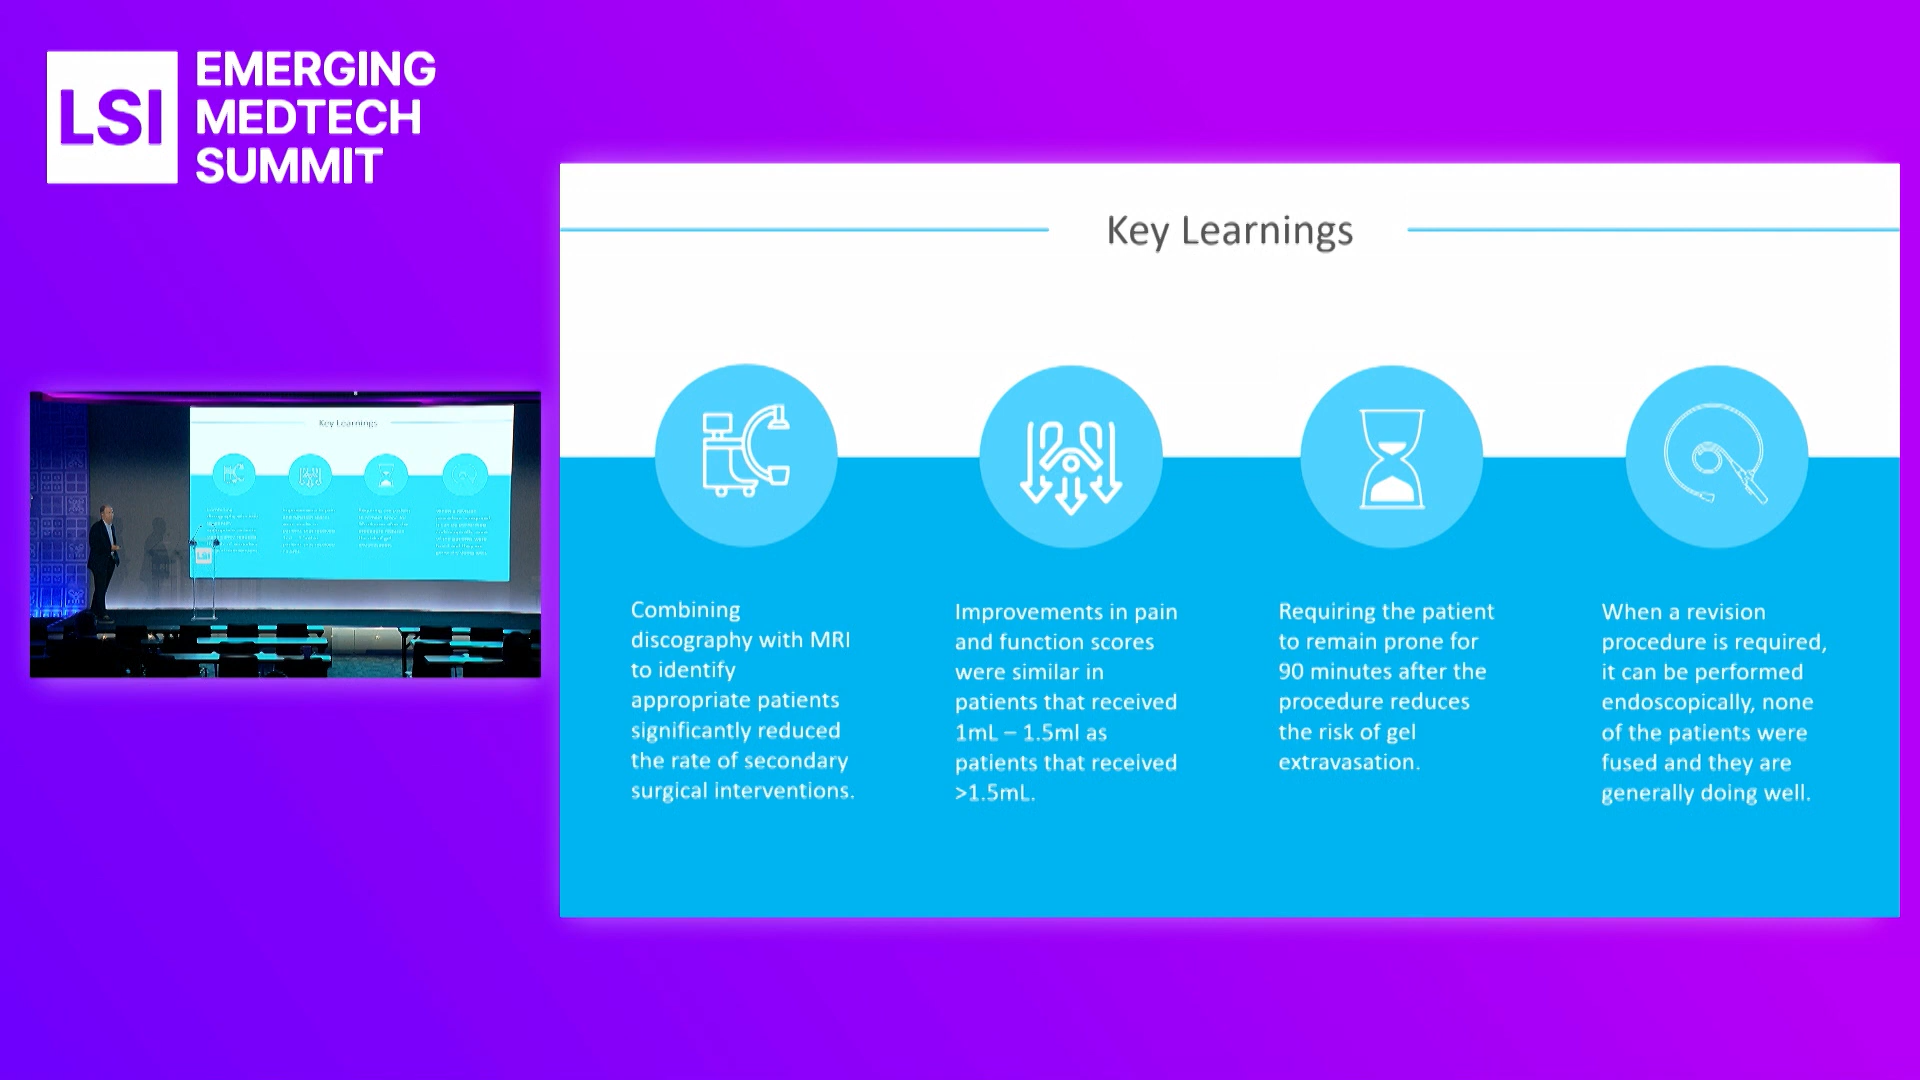 LSI
EMERGING
MEDTECH
SUMMIT
Key Learnings
Combining
discography with MRI
to identify
appropriate patients
significantly reduced
the rate of secondary
surgical interventions.
Improvements in pain
and function scores
were similar in
patients that received
1mL – 1.5ml as
patients that received
>1.5mL.
Requiring the patient
to remain prone for
90 minutes after the
procedure reduces
the risk of gel
extravasation.
When a revision
procedure is required,
it can be performed
endoscopically, none
of the patients were
fused and they are
generally doing well.
Key Learnings
LSI